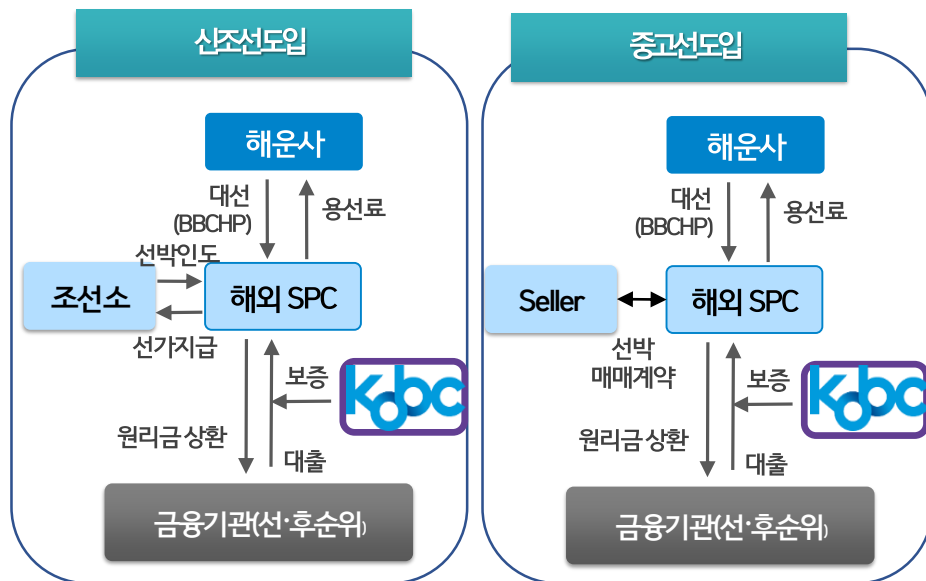 신조선도입
해운사
대선
(BBCHP)
용선료
선박인도
조선소
해외 SPC
선가지급
보증
kobc
원리금 상환
대출
금융기관(선·후순위)
중고선도입
해운사
대선
(BBCHP)
용선료
Seller
해외 SPC
선박
매매계약
보증
kobc
원리금 상환
대출
금융기관(선·후순위)